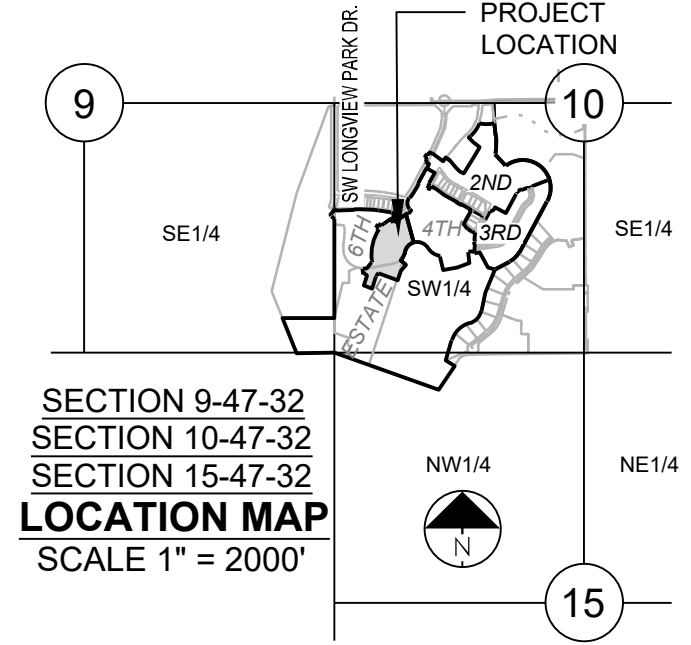 PROJECT
LOCATION
SW LONGVIEW PARK DR.
9
10
2ND
6TH
4TH
3RD
SE1/4
SE1/4
SW1/4
ESTATE
SECTION 9-47-32
SECTION 10-47-32
SECTION 15-47-32
LOCATION MAP
SCALE 1" = 2000'
NW1/4
NE1/4
N
15